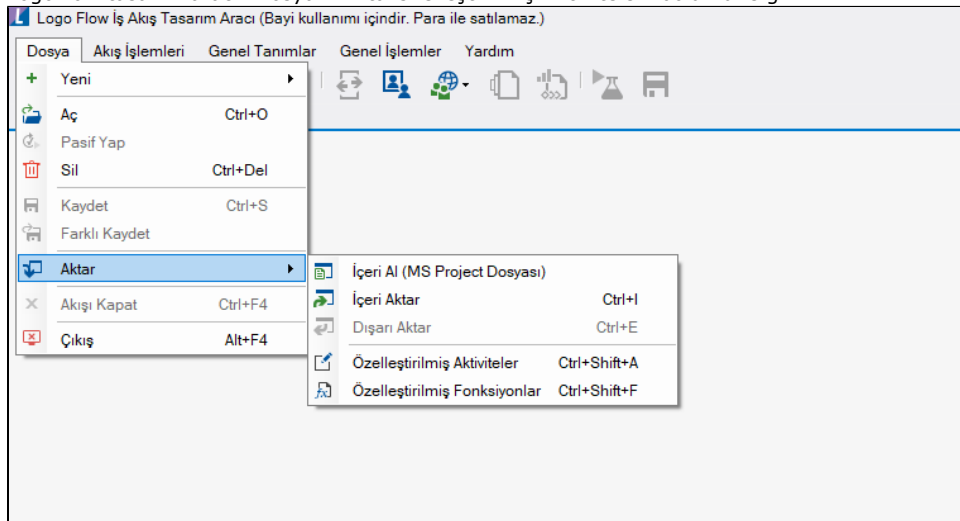 Logo Flow İş Akış Tasarım Aracı (Bayi kullanımı içindir. Para ile satılamaz.)
Dosya Akış İşlemleri Genel Tanımlar Genel İşlemler Yardım
Yeni
Aç Ctrl+O
Pasif Yap
Sil Ctrl+Del
Kaydet Ctrl+S
Farklı Kaydet
Aktar
İçeri Al (MS Project Dosyası)
İçeri Aktar Ctrl+I
Dışarı Aktar Ctrl+E
Özelleştirilmiş Aktiviteler Ctrl+Shift+A
Özelleştirilmiş Fonksiyonlar Ctrl+Shift+F
Akışı Kapat Ctrl+F4
Çıkış Alt+F4